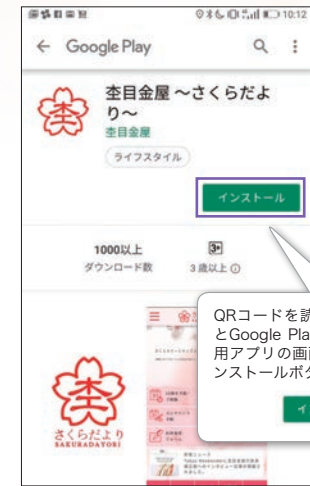 10:12
Google Play
杢目金屋 ～さくらだよ
り～
杢目金屋
ライフスタイル
インストール
1000以上
ダウンロード数
3+
3 歳以上
杢
さくらだより
SAKURADAYORI
QRコードを読
とGoogle Pla
用アプリの画
ンストールボタ
イ